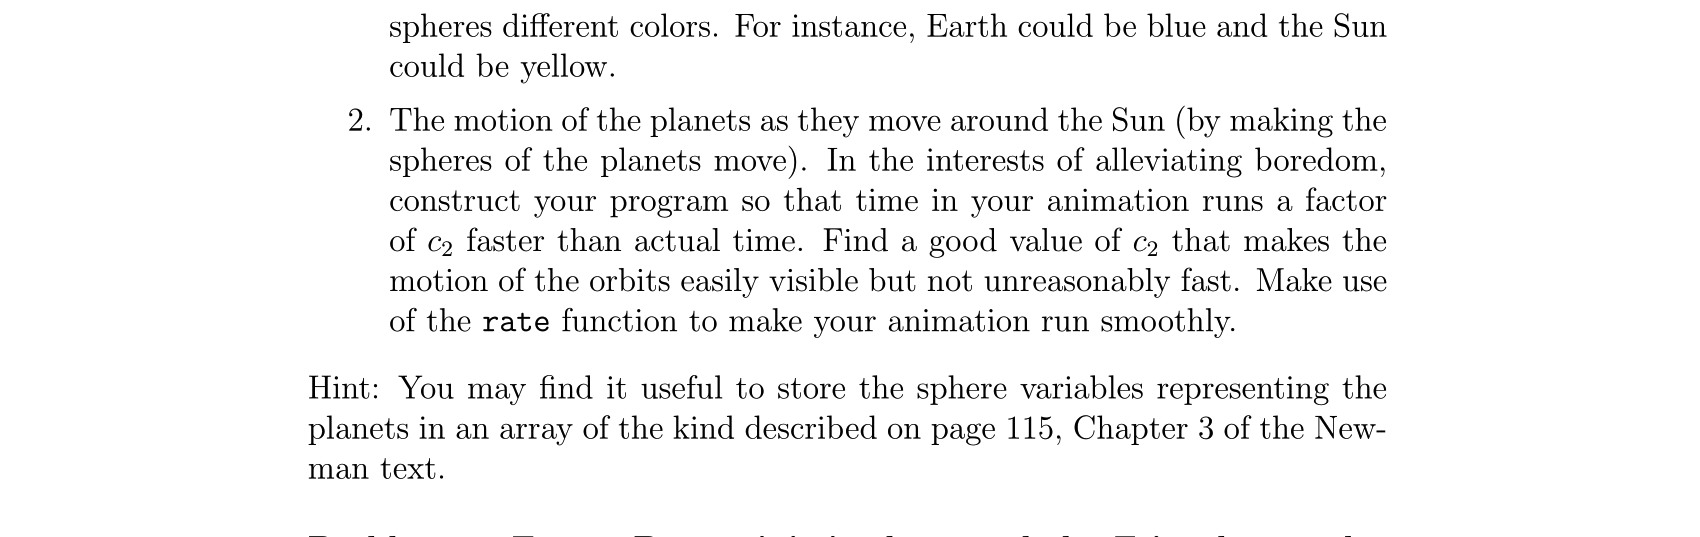 spheres different colors. For instance, Earth could be blue and the Sun
could be yellow.
2. The motion of the planets as they move around the Sun (by making the
spheres of the planets move). In the interests of alleviating boredom,
construct your program so that time in your animation runs a factor
of c₂ faster than actual time. Find a good value of c₂ that makes the
motion of the orbits easily visible but not unreasonably fast. Make use
of the rate function to make your animation run smoothly.
Hint: You may find it useful to store the sphere variables representing the
planets in an array of the kind described on page 115, Chapter 3 of the New-
man text.